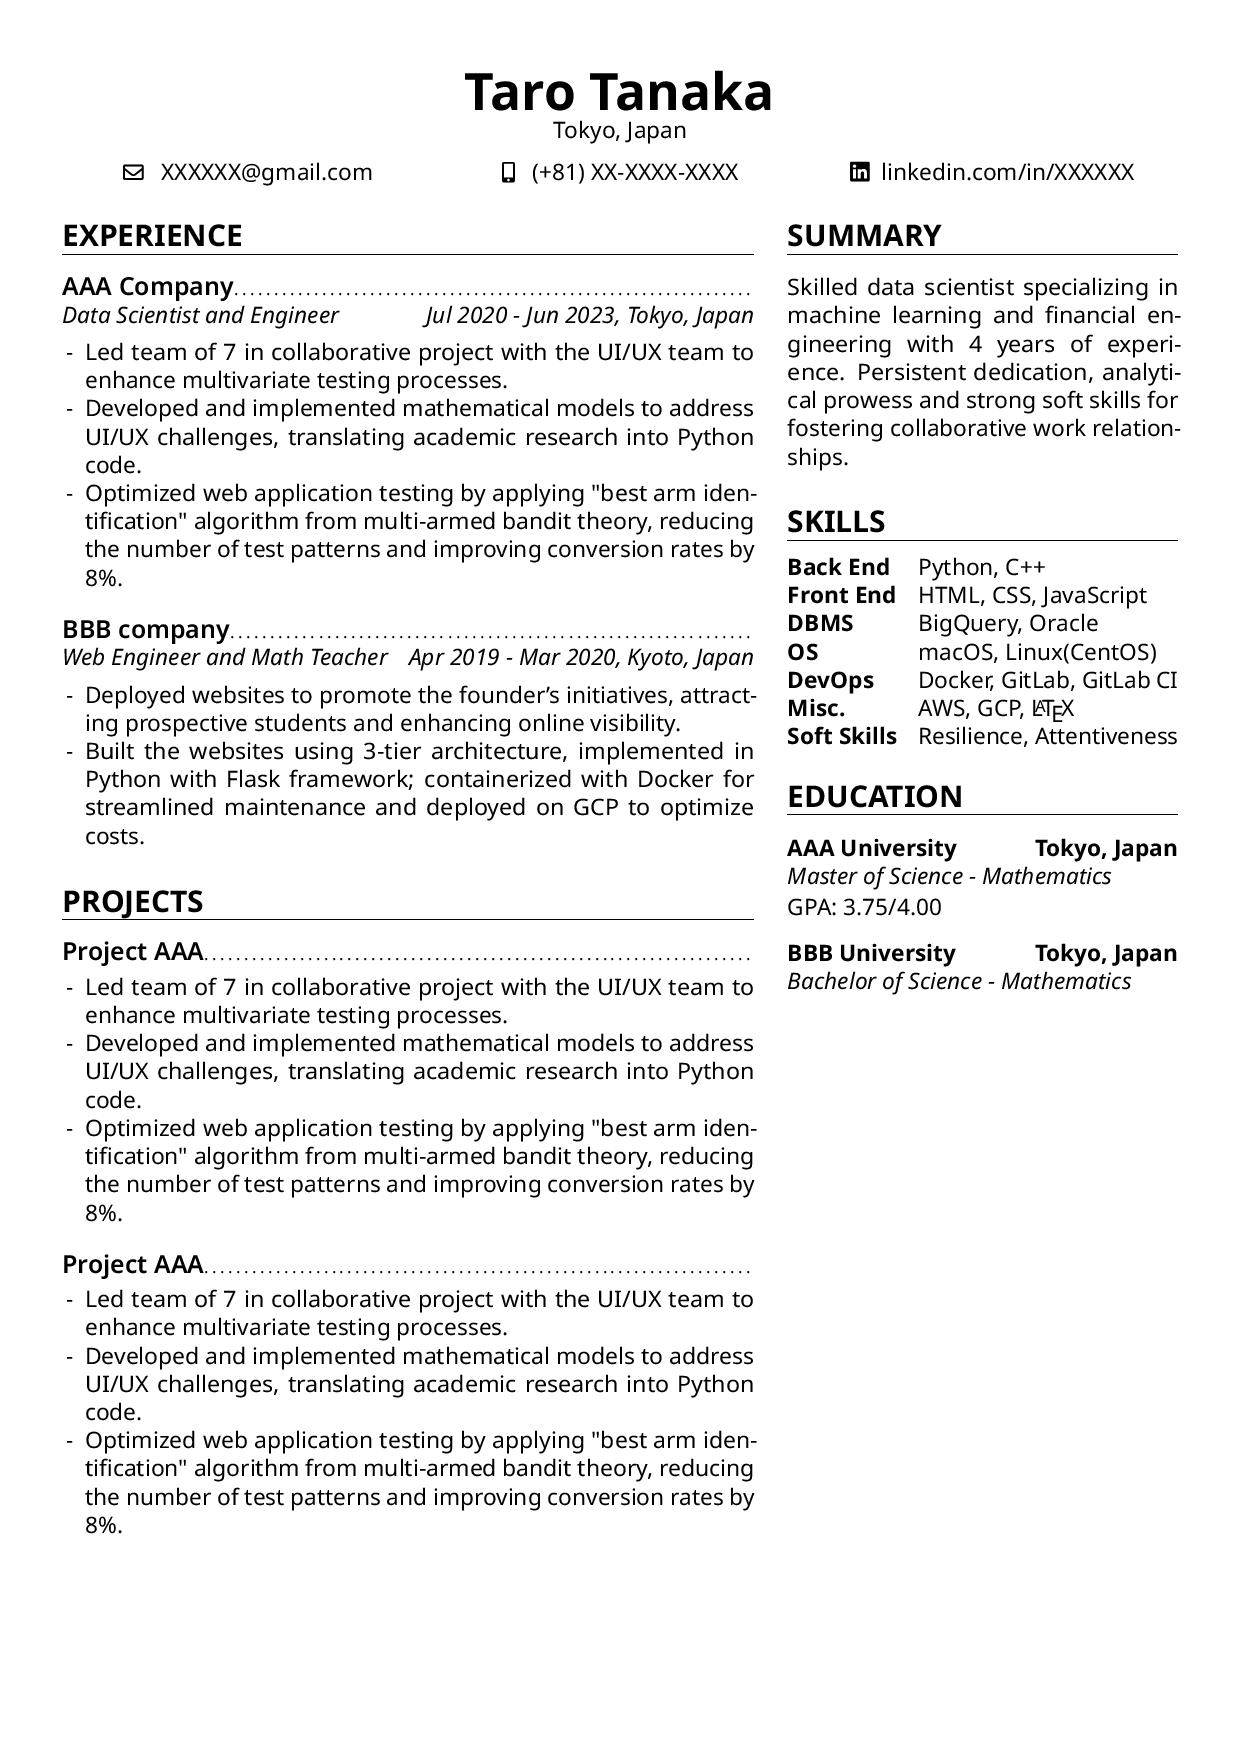 Taro Tanaka
Tokyo, Japan
XXXXXX@gmail.com
(+81) XX-XXXX-XXXX
linkedin.com/in/XXXXXX
EXPERIENCE
AAA Company................................................................
Data Scientist and Engineer Jul 2020 - Jun 2023, Tokyo, Japan
- Led team of 7 in collaborative project with the UI/UX team to
enhance multivariate testing processes.
- Developed and implemented mathematical models to address
UI/UX challenges, translating academic research into Python
code.
- Optimized web application testing by applying "best arm iden-
tification" algorithm from multi-armed bandit theory, reducing
the number of test patterns and improving conversion rates by
8%.
BBB company................................................................
Web Engineer and Math Teacher Apr 2019 - Mar 2020, Kyoto, Japan
- Deployed websites to promote the founder’s initiatives, attract-
ing prospective students and enhancing online visibility.
- Built the websites using 3-tier architecture, implemented in
Python with Flask framework; containerized with Docker for
streamlined maintenance and deployed on GCP to optimize
costs.
PROJECTS
Project AAA...................................................................
- Led team of 7 in collaborative project with the UI/UX team to
enhance multivariate testing processes.
- Developed and implemented mathematical models to address
UI/UX challenges, translating academic research into Python
code.
- Optimized web application testing by applying "best arm iden-
tification" algorithm from multi-armed bandit theory, reducing
the number of test patterns and improving conversion rates by
8%.
Project AAA...................................................................
- Led team of 7 in collaborative project with the UI/UX team to
enhance multivariate testing processes.
- Developed and implemented mathematical models to address
UI/UX challenges, translating academic research into Python
code.
- Optimized web application testing by applying "best arm iden-
tification" algorithm from multi-armed bandit theory, reducing
the number of test patterns and improving conversion rates by
8%.
SUMMARY
Skilled data scientist specializing in
machine learning and financial en-
gineering with 4 years of experi-
ence. Persistent dedication, analyti-
cal prowess and strong soft skills for
fostering collaborative work relation-
ships.
SKILLS
Back End Python, C++
Front End HTML, CSS, JavaScript
DBMS BigQuery, Oracle
OS macOS, Linux(CentOS)
DevOps Docker, GitLab, GitLab CI
Misc. AWS, GCP, LATEX
Soft Skills Resilience, Attentiveness
EDUCATION
AAA University Tokyo, Japan
Master of Science - Mathematics
GPA: 3.75/4.00
BBB University Tokyo, Japan
Bachelor of Science - Mathematics